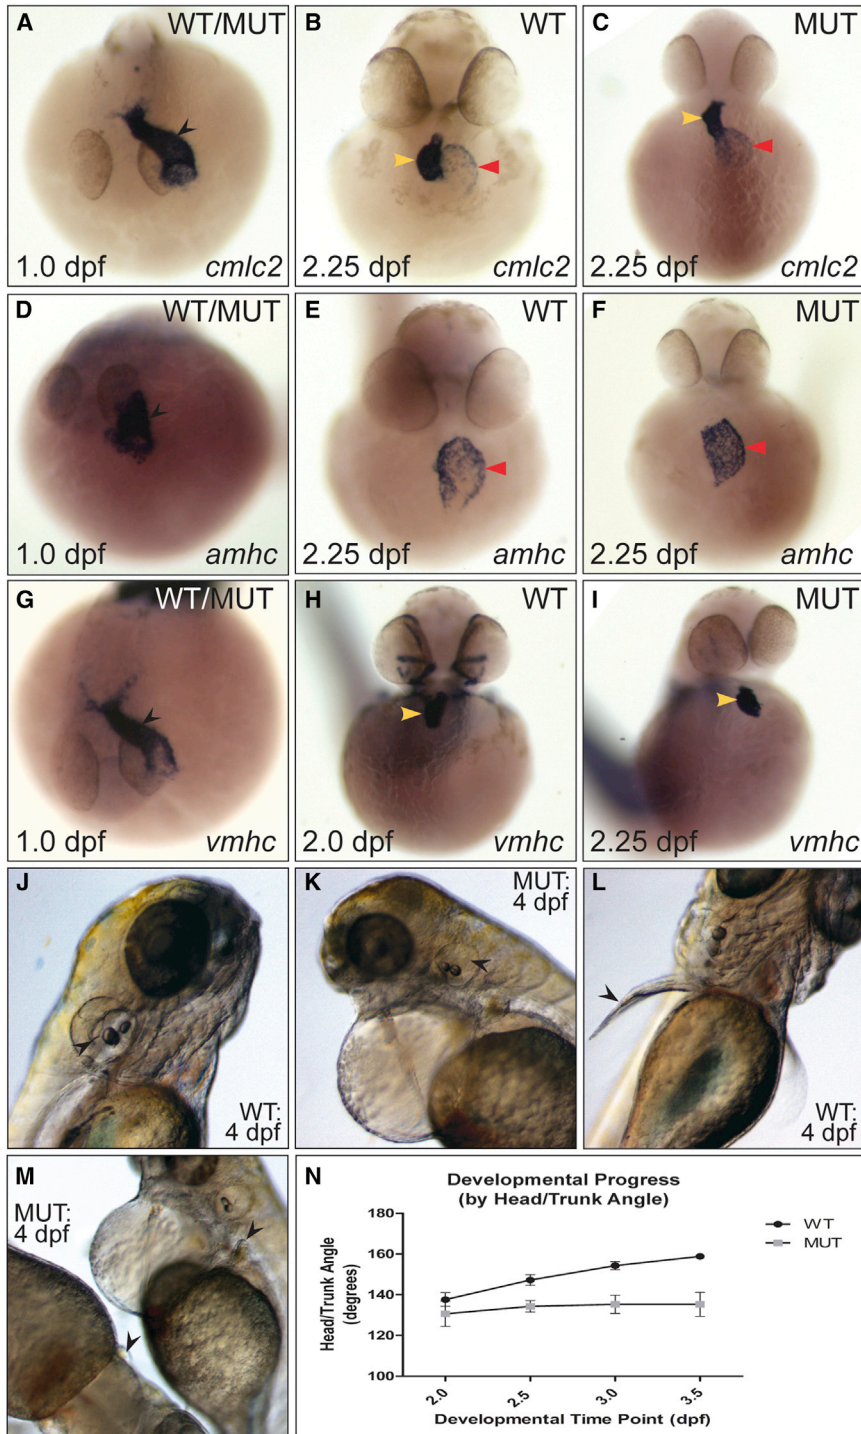 A WT/MUT
1.0 dpf cmlc2
B WT
2.25 dpf cmlc2
C MUT
2.25 dpf cmlc2
D WT/MUT
1.0 dpf amhc
E WT
2.25 dpf amhc
F MUT
2.25 dpf amhc
G WT/MUT
1.0 dpf vmhc
H WT
2.0 dpf vmhc
I MUT
2.25 dpf vmhc
J
WT:
4 dpf
K MUT:
4 dpf
L
WT:
4 dpf
M
MUT:
4 dpf
N
Developmental Progress
(by Head/Trunk Angle)
Head/Trunk Angle
(degrees)
180
160
140
120
100
2.0
2.5
3.0
3.5
Developmental Time Point (dpf)
WT
MUT